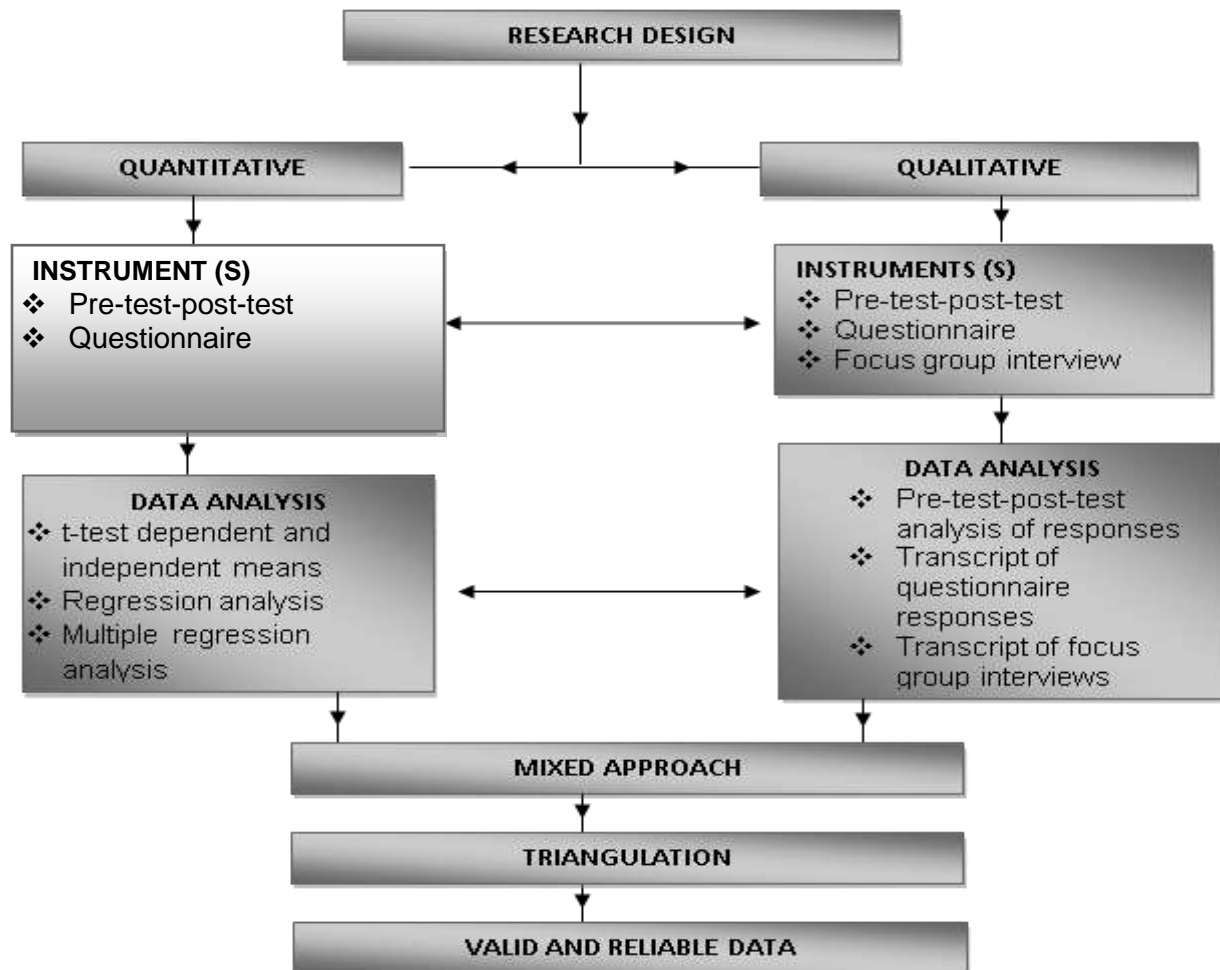 RESEARCH DESIGN
QUANTITATIVE
QUALITATIVE
INSTRUMENT (S)
❖ Pre-test-post-test
❖ Questionnaire
INSTRUMENTS (S)
❖ Pre-test-post-test
❖ Questionnaire
❖ Focus group interview
DATA ANALYSIS
❖ t-test dependent and
independent means
❖ Regression analysis
❖ Multiple regression
analysis
DATA ANALYSIS
❖ Pre-test-post-test
analysis of responses
❖ Transcript of
questionnaire
responses
❖ Transcript of focus
group interviews
MIXED APPROACH
TRIANGULATION
VALID AND RELIABLE DATA